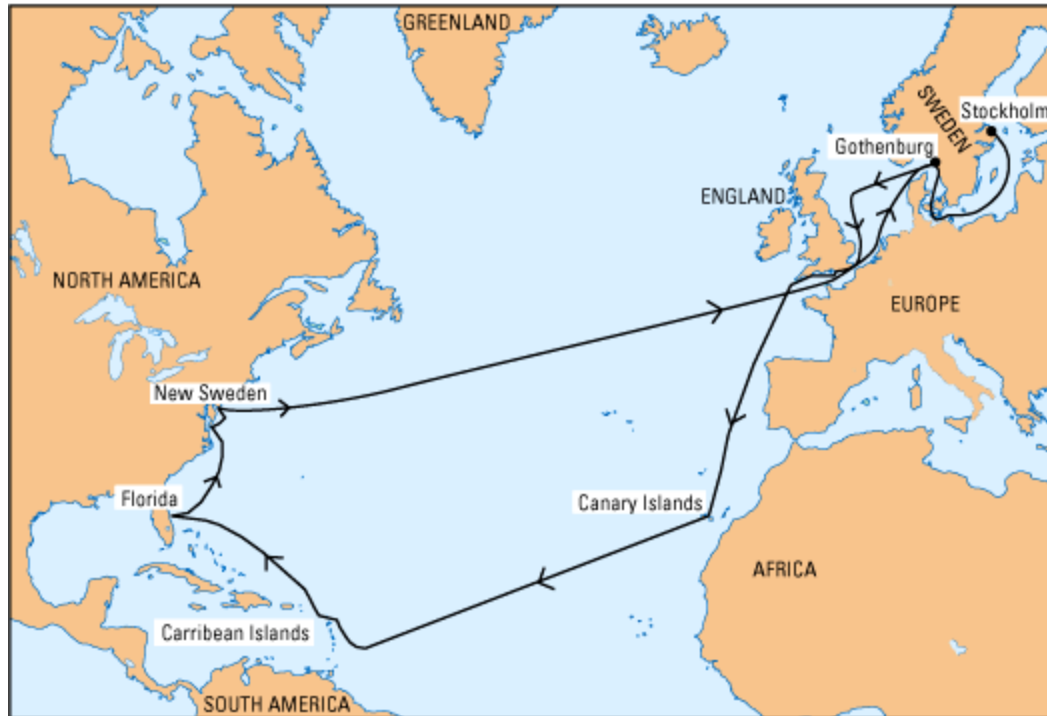 GREENLAND
SWEDEN
Stockholm
Gothenburg
ENGLAND
NORTH AMERICA
EUROPE
New Sweden
Florida
Canary Islands
AFRICA
Carribean Islands
SOUTH AMERICA